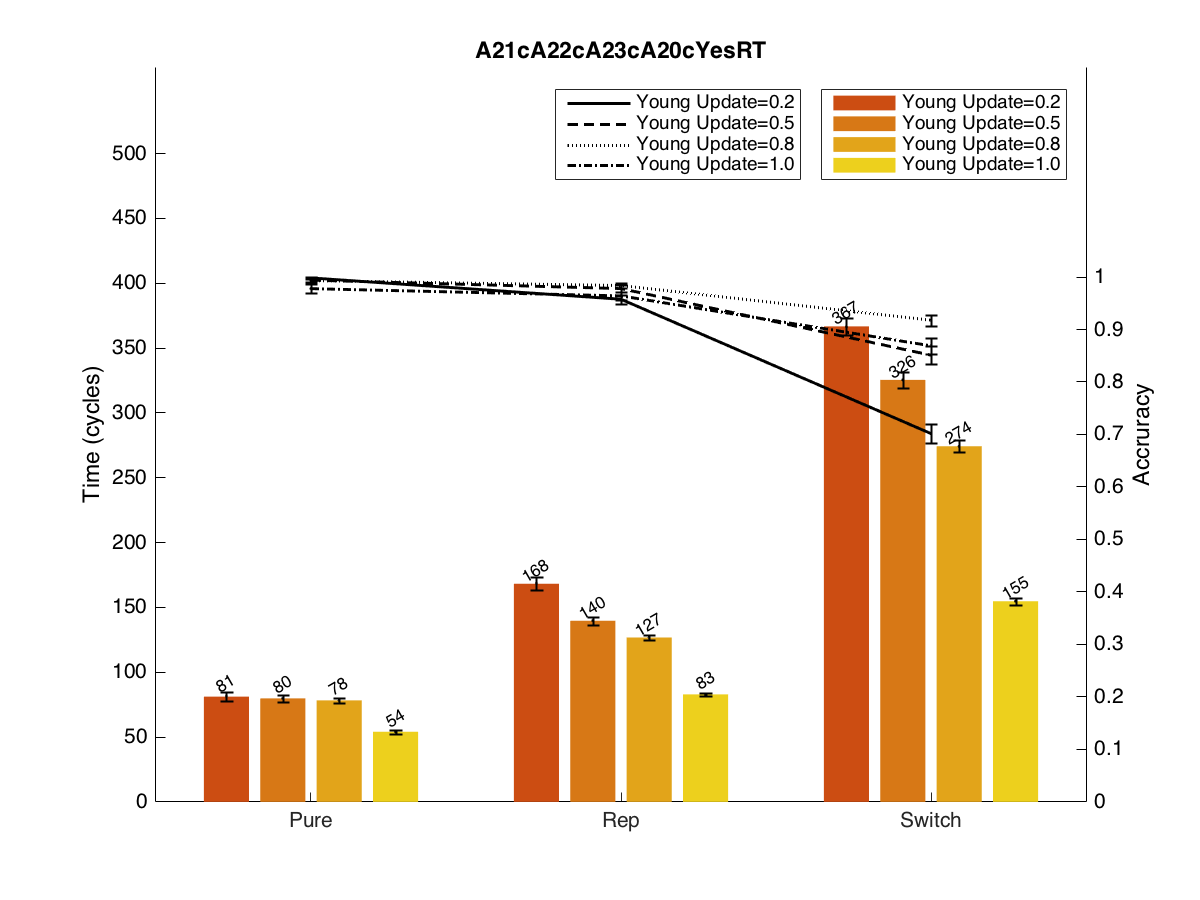 A21cA22cA23cA20cYesRT
Young Update=0.2
Young Update=0.5
Young Update=0.8
Young Update=1.0
Young Update=0.2
Young Update=0.5
Young Update=0.8
Young Update=1.0
Time (cycles)
500
450
400
350
300
250
200
150
100
50
0
Accruracy
1
0.9
0.8
0.7
0.6
0.5
0.4
0.3
0.2
0.1
0
81
80
78
54
168
140
127
83
367
326
274
155
Pure
Rep
Switch